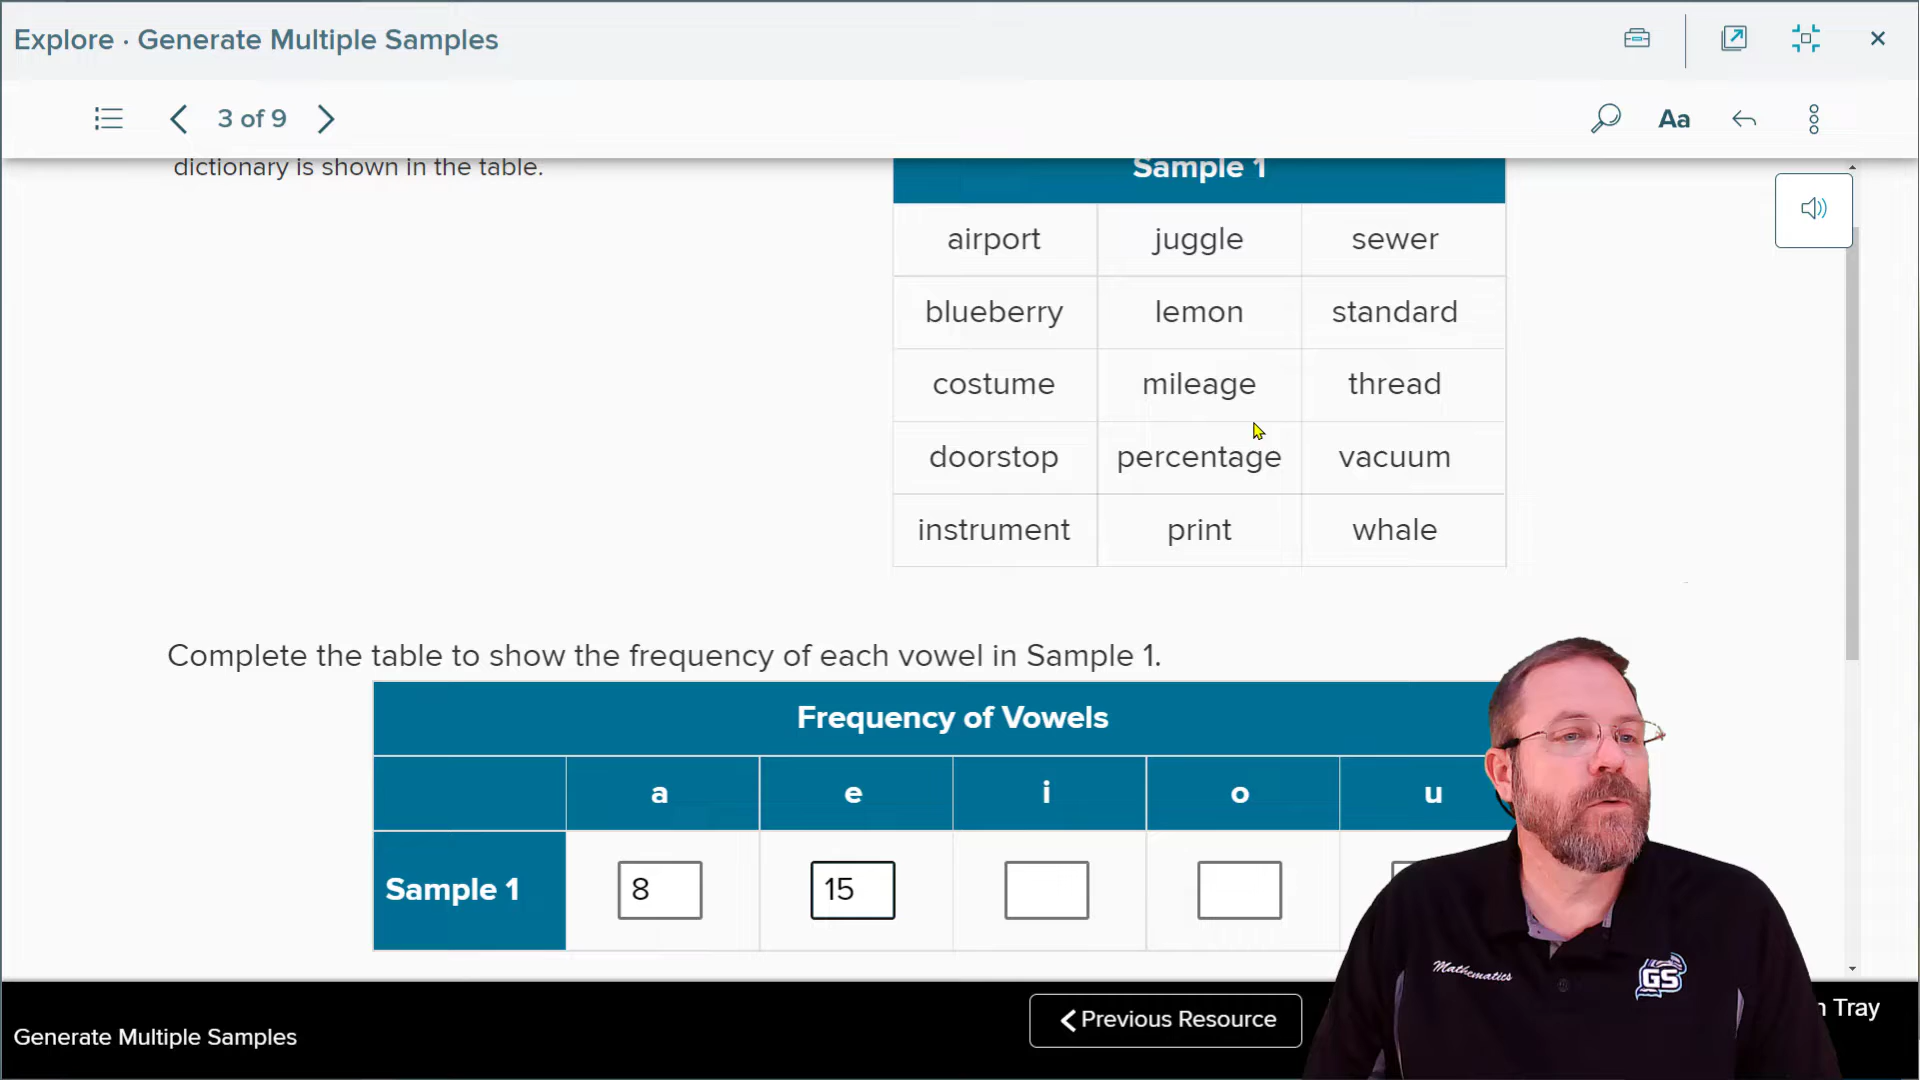 Explore · Generate Multiple Samples
3 of 9
Aa
dictionary is shown in the table.
Sample 1
airport juggle sewer
blueberry lemon standard
costume mileage thread
doorstop percentage vacuum
instrument print whale
Complete the table to show the frequency of each vowel in Sample 1.
Frequency of Vowels
a e i o u
Sample 1 8 15
Mathematics
GS
Generate Multiple Samples
Previous Resource
Tray